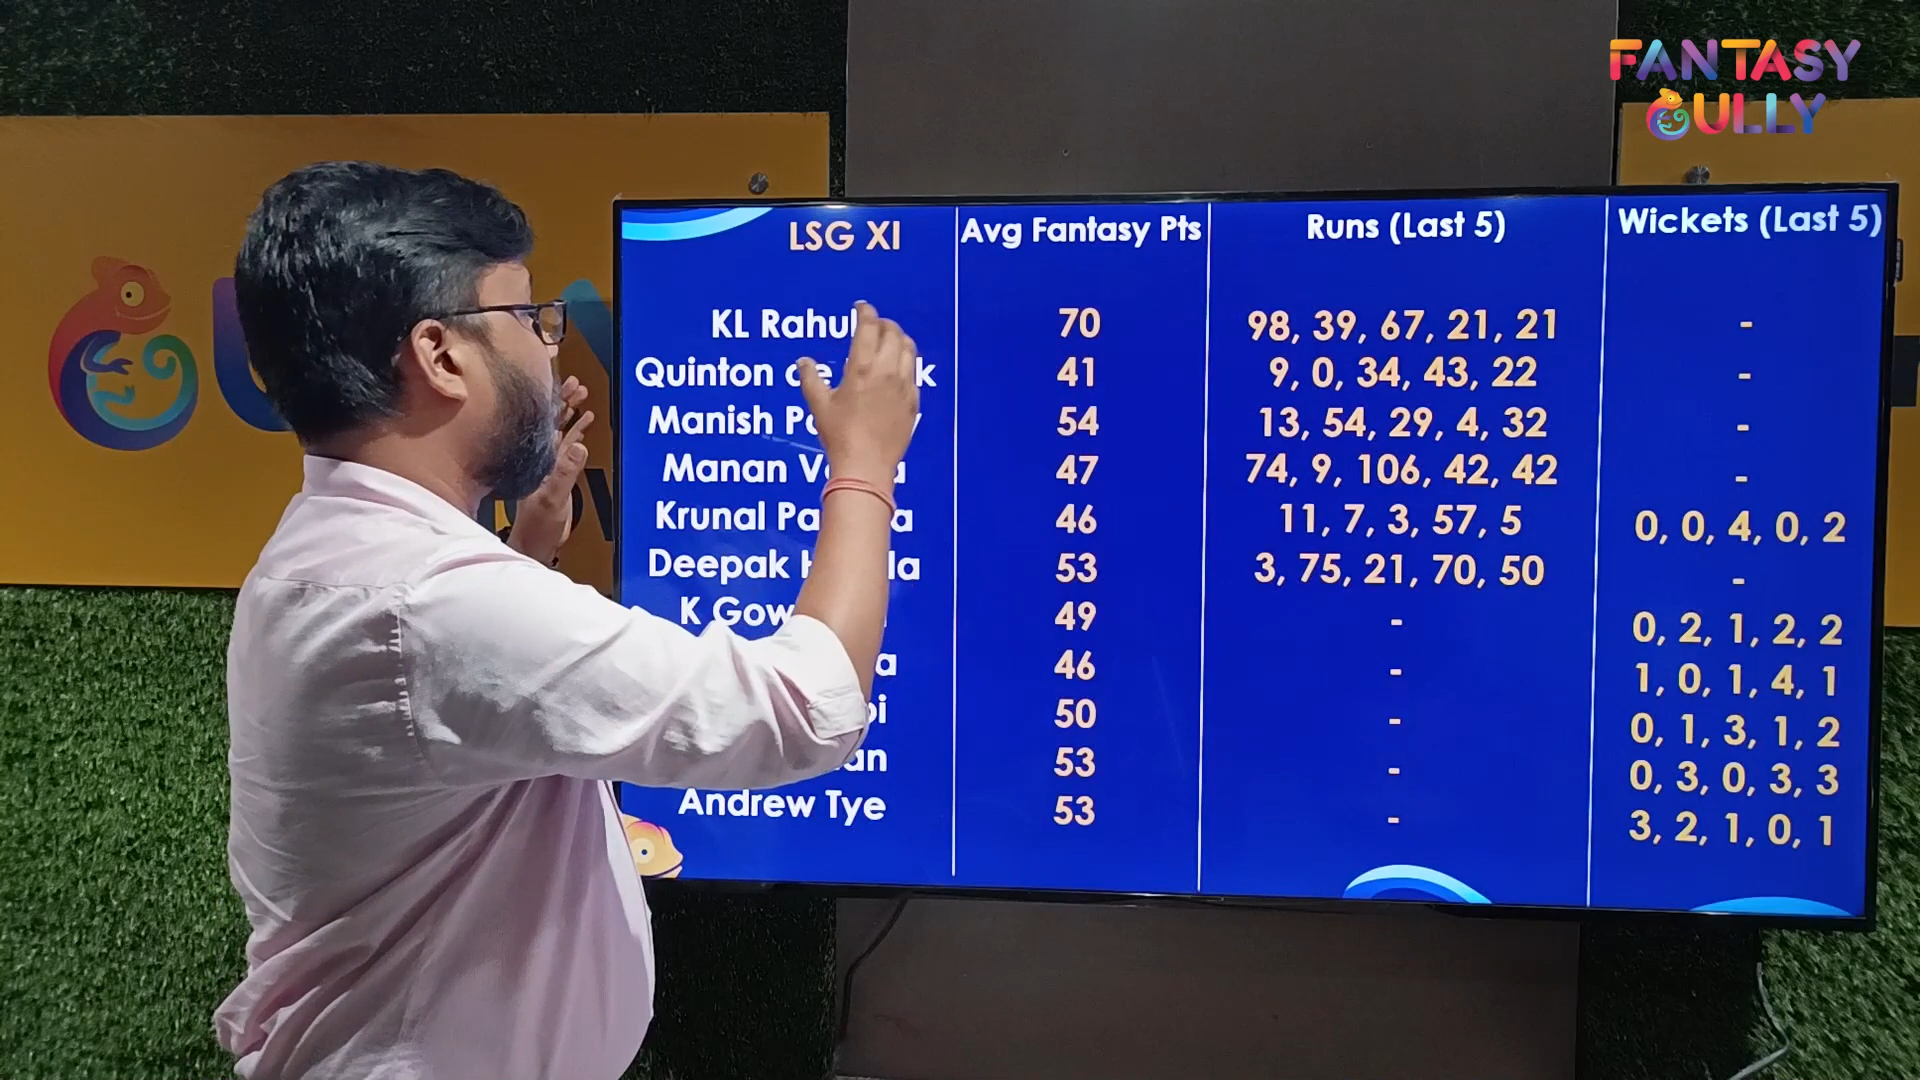 FANTASY
GULLY
LSG XI Avg Fantasy Pts Runs (Last 5) Wickets (Last 5)
KL Rahul 70 98, 39, 67, 21, 21 -
Quinton 41 9, 0, 34, 43, 22 -
Manish 54 13, 54, 29, 4, 32 -
Manan 47 74, 9, 106, 42, 42 -
Krunal 46 11, 7, 3, 57, 5 0, 0, 4, 0, 2
Deepak 53 3, 75, 21, 70, 50 -
K 49 - 0, 2, 1, 2, 2
46 - 1, 0, 1, 4, 1
50 - 0, 1, 3, 1, 2
53 - 0, 3, 0, 3, 3
Andrew Tye 53 - 3, 2, 1, 0, 1